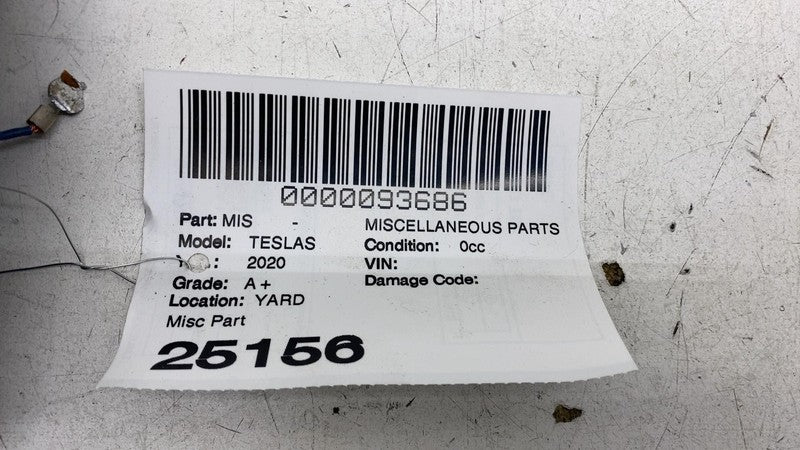 0000093686
Part: MIS - MISCELLANEOUS PARTS
Model: TESLAS Condition: 0cc
: 2020 VIN:
Grade: A+ Damage Code:
Location: YARD
Misc Part
25156